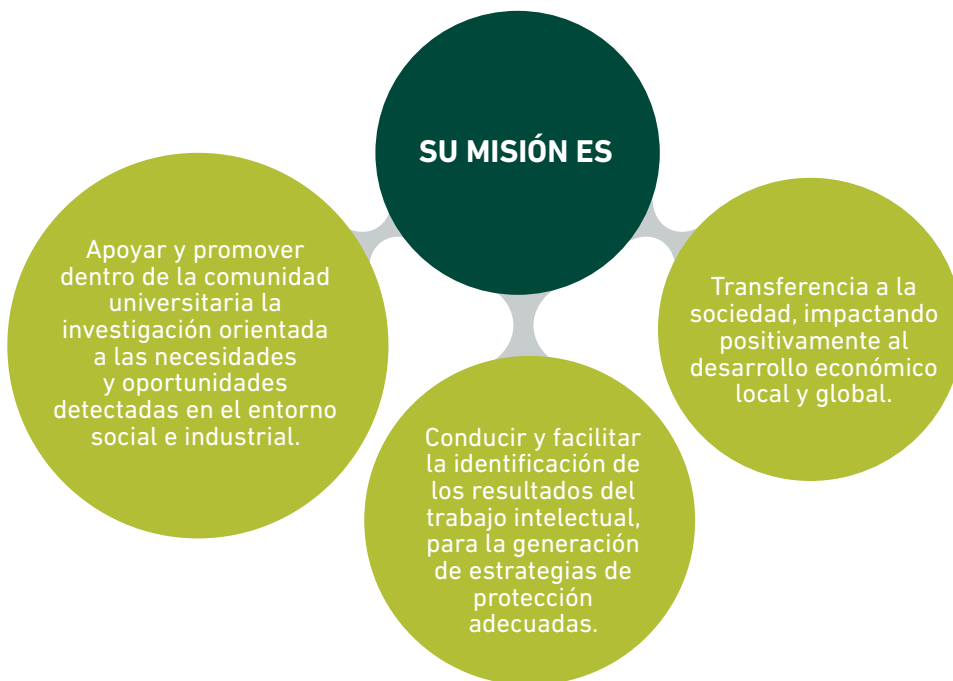 SU MISIÓN ES
Apoyar y promover
dentro de la comunidad
universitaria la
investigación orientada
a las necesidades
y oportunidades
detectadas en el entorno
social e industrial.
Conducir y facilitar
la identificación de
los resultados del
trabajo intelectual,
para la generación
de estrategias de
protección
adecuadas.
Transferencia a la
sociedad, impactando
positivamente al
desarrollo económico
local y global.